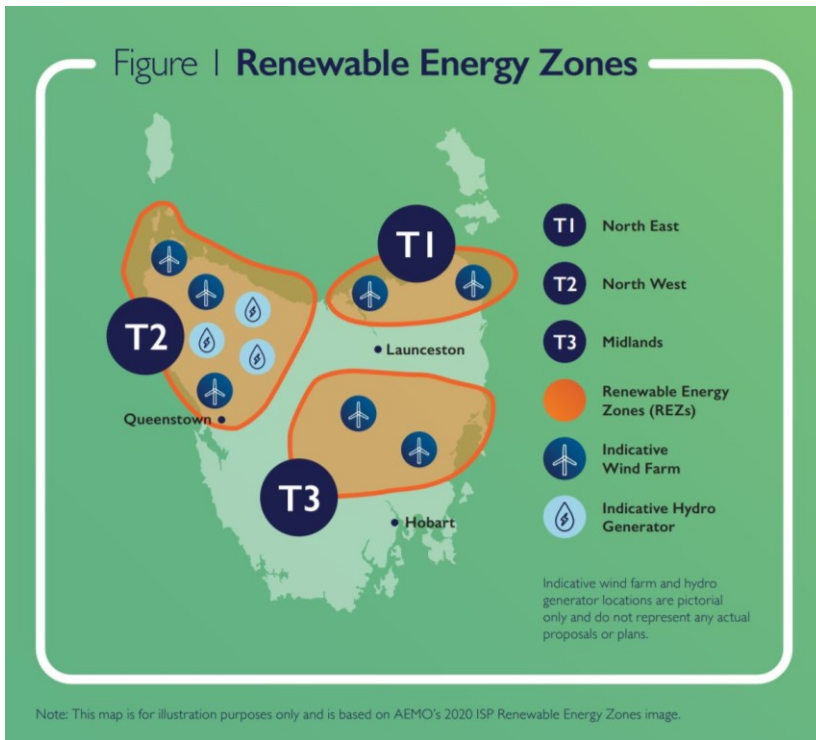 Figure 1 Renewable Energy Zones
T1
T2
Launceston
Queenstown
T3
Hobart
T1 North East
T2 North West
T3 Midlands
Renewable Energy
Zones (REZs)
Indicative
Wind Farm
Indicative Hydro
Generator
Indicative wind farm and hydro
generator locations are pictorial
only and do not represent any actual
proposals or plans.
Note: This map is for illustration purposes only and is based on AEMO's 2020 ISP Renewable Energy Zones image.